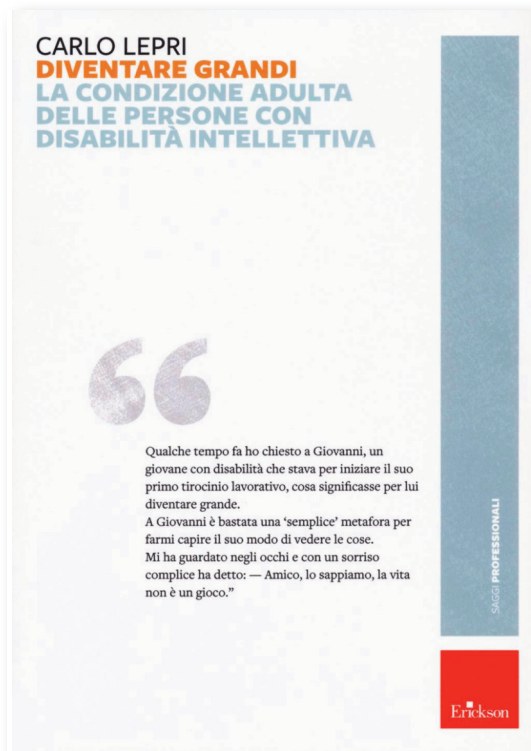 CARLO LEPRI
DIVENTARE GRANDI
LA CONDIZIONE ADULTA
DELLE PERSONE CON
DISABILITÀ INTELLETTIVA
“
Qualche tempo fa ho chiesto a Giovanni, un
giovane con disabilità che stava per iniziare il suo
primo tirocinio lavorativo, cosa significasse per lui
diventare grande.
A Giovanni è bastata una ‘semplice’ metafora per
farmi capire il suo modo di vedere le cose.
Mi ha guardato negli occhi e con un sorriso
complice ha detto: — Amico, lo sappiamo, la vita
non è un gioco.”
SAGGI PROFESSIONALI
Erickson